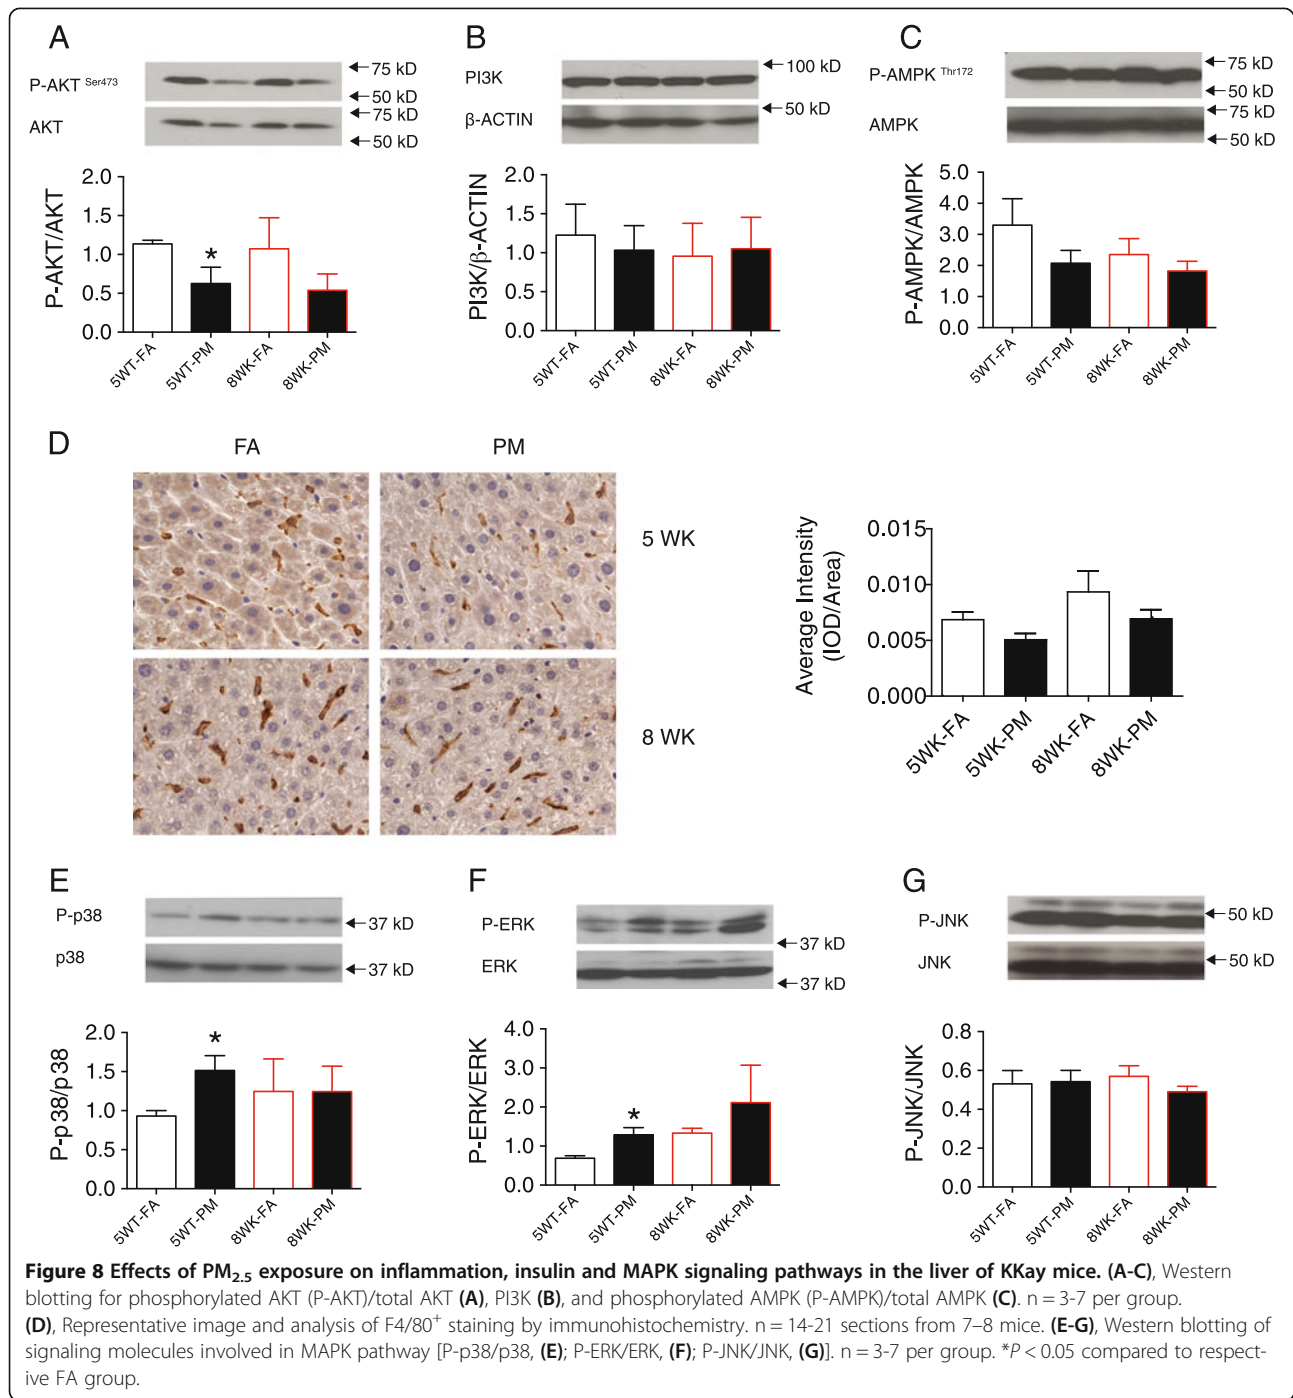 A
P-AKT Ser473
75 kD
50 kD
AKT
75 kD
50 kD
P-AKT/AKT
2.0
1.5
1.0
0.5
0.0
*
5WT-FA
5WT-PM
8WK-FA
8WK-PM
B
PI3K
100 kD
β-ACTIN
50 kD
PI3K/β-ACTIN
2.0
1.5
1.0
0.5
0.0
5WT-FA
5WT-PM
8WK-FA
8WK-PM
C
P-AMPK Thr172
75 kD
50 kD
AMPK
75 kD
50 kD
P-AMPK/AMPK
5.0
4.0
3.0
2.0
1.0
0.0
5WT-FA
5WT-PM
8WK-FA
8WK-PM
D
FA
PM
5 WK
8 WK
Average Intensity
(IOD/Area)
0.015
0.010
0.005
0.000
5WK-FA
5WK-PM
8WK-FA
8WK-PM
E
P-p38
37 kD
p38
37 kD
P-p38/p38
2.0
1.5
1.0
0.5
0.0
*
5WT-FA
5WT-PM
8WK-FA
8WK-PM
F
P-ERK
37 kD
ERK
37 kD
P-ERK/ERK
4.0
3.0
2.0
1.0
0.0
*
5WT-FA
5WT-PM
8WK-FA
8WK-PM
G
P-JNK
50 kD
JNK
50 kD
P-JNK/JNK
0.8
0.6
0.4
0.2
0.0
5WT-FA
5WT-PM
8WK-FA
8WK-PM
Figure 8 Effects of PM2.5 exposure on inflammation, insulin and MAPK signaling pathways in the liver of KKay mice. (A-C), Western
blotting for phosphorylated AKT (P-AKT)/total AKT (A), PI3K (B), and phosphorylated AMPK (P-AMPK)/total AMPK (C). n = 3-7 per group.
(D), Representative image and analysis of F4/80+ staining by immunohistochemistry. n = 14-21 sections from 7–8 mice. (E-G), Western blotting of
signaling molecules involved in MAPK pathway [P-p38/p38, (E); P-ERK/ERK, (F); P-JNK/JNK, (G)]. n = 3-7 per group. *P < 0.05 compared to respect-
ive FA group.